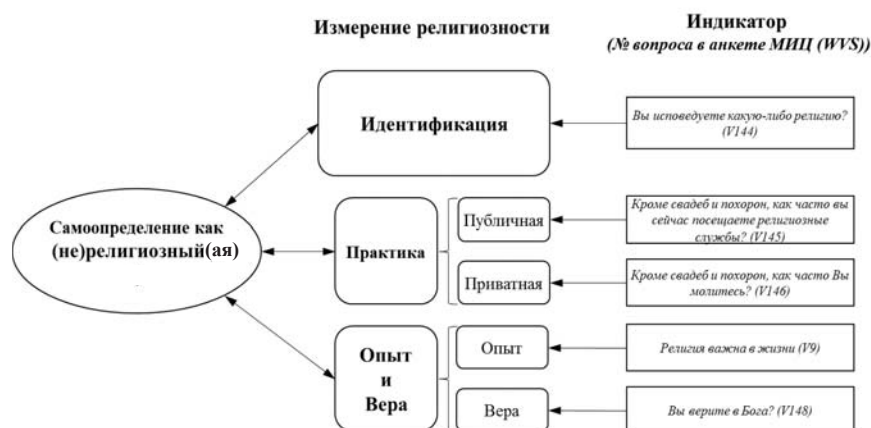 Измерение религиозности
Индикатор
(№ вопроса в анкете МИЦ (WVS))
Идентификация
Вы исповедуете какую-либо религию?
(V144)
Самоопределение как
(не)религиозный(ая)
Практика
Публичная
Кроме свадеб и похорон, как часто вы
сейчас посещаете религиозные
службы? (V145)
Приватная
Кроме свадеб и похорон, как часто Вы
молитесь? (V146)
Опыт
и
Вера
Опыт
Религия важна в жизни (V9)
Вера
Вы верите в Бога? (V148)